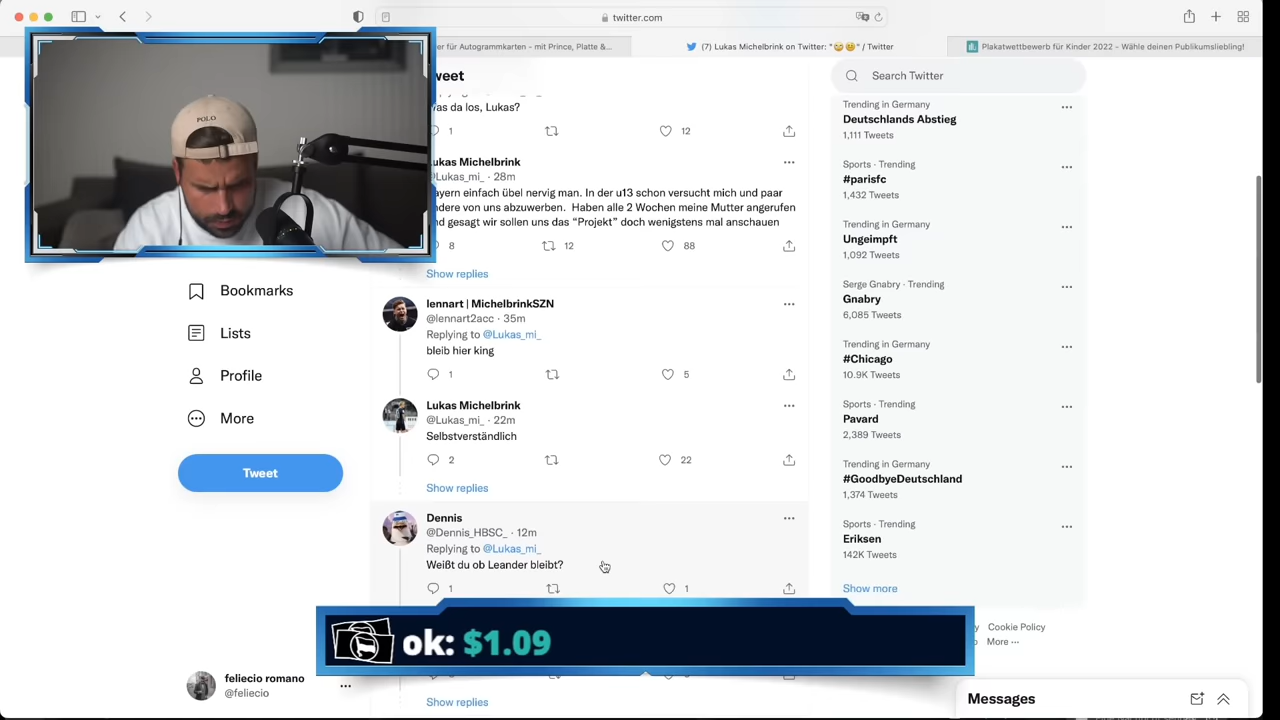 twitter.com
er für Autogrammkarten - mit Prince, Platte &...
(7) Lukas Michelbrink on Twitter: "😅😊" / Twitter
Plakatwettbewerb für Kinder 2022 - Wähle deinen Publikumsliebling!
POLO
weet
Search Twitter
as da los, Lukas?
1
12
ukas Michelbrink
@Lukas_mi_ · 28m
ayern einfach übel nervig man. In der u13 schon versucht mich und paar
ndere von uns abzuwerben. Haben alle 2 Wochen meine Mutter angerufen
nd gesagt wir sollen uns das "Projekt" doch wenigstens mal anschauen
8
12
88
Show replies
lennart | MichelbrinkSZN
@lennart2acc · 35m
Replying to @Lukas_mi_
bleib hier king
1
5
Lukas Michelbrink
@Lukas_mi_ · 22m
Selbstverständlich
2
22
Show replies
Dennis
@Dennis_HBSC_ · 12m
Replying to @Lukas_mi_
Weißt du ob Leander bleibt?
1
1
Show replies
Bookmarks
Lists
Profile
More
Tweet
feliecio romano
@feliecio
Trending in Germany
Deutschlands Abstieg
1,111 Tweets
Sports · Trending
#parisfc
1,432 Tweets
Trending in Germany
Ungeimpft
1,092 Tweets
Serge Gnabry · Trending
Gnabry
6,085 Tweets
Trending in Germany
#Chicago
10.9K Tweets
Sports · Trending
Pavard
2,389 Tweets
Trending in Germany
#GoodbyeDeutschland
1,374 Tweets
Sports · Trending
Eriksen
142K Tweets
Show more
Cookie Policy
More ···
ok: $1.09
Messages